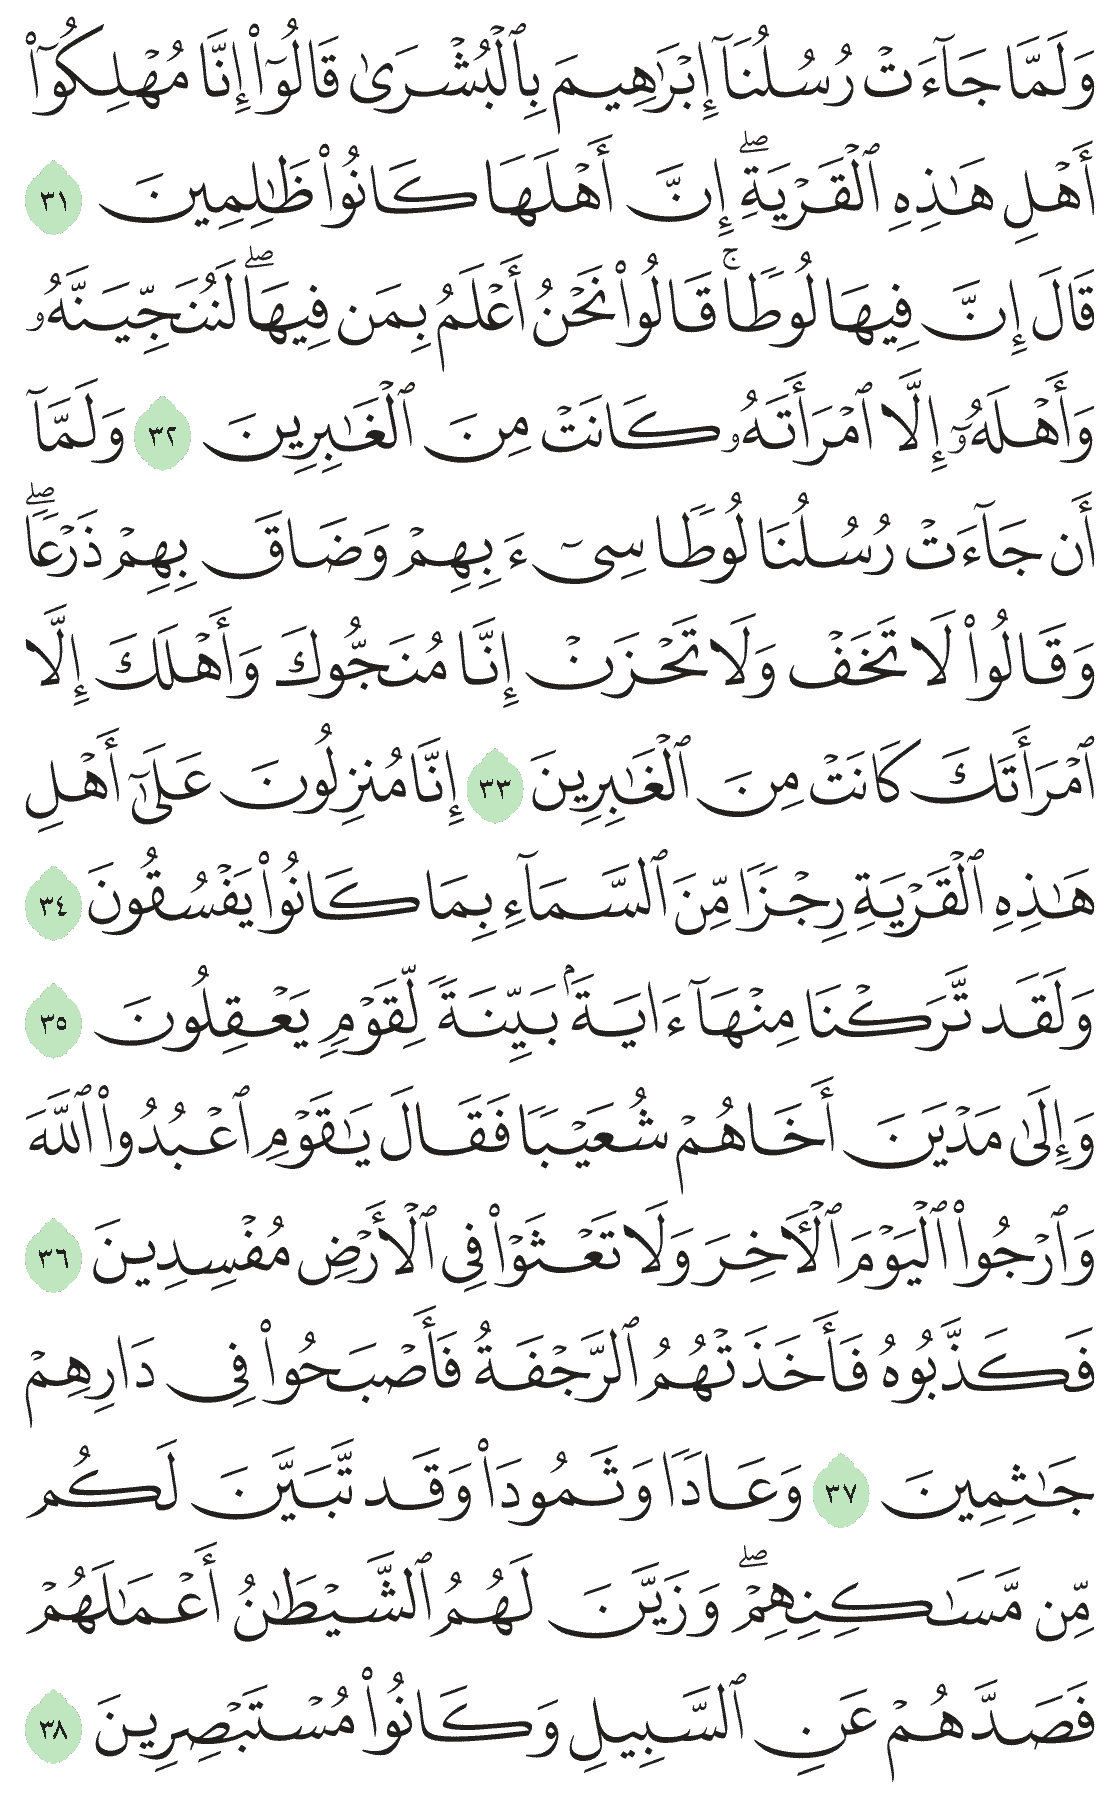 وَلَمَّا جَآءَتْ رُسُلُنَآ إِبْرَٰهِيمَ بِٱلْبُشْرَىٰ قَالُوٓا۟ إِنَّا مُهْلِكُوٓا۟
أَهْلِ هَٰذِهِ ٱلْقَرْيَةِ ۖ إِنَّ أَهْلَهَا كَانُوا۟ ظَٰلِمِينَ ٣١
قَالَ إِنَّ فِيهَا لُوطًا ۚ قَالُوا۟ نَحْنُ أَعْلَمُ بِمَن فِيهَا ۖ لَنُنَجِّيَنَّهُۥ
وَأَهْلَهُۥٓ إِلَّا ٱمْرَأَتَهُۥ كَانَتْ مِنَ ٱلْغَٰبِرِينَ ٣٢ وَلَمَّآ
أَن جَآءَتْ رُسُلُنَا لُوطًا سِىٓءَ بِهِمْ وَضَاقَ بِهِمْ ذَرْعًا ۖ
وَقَالُوا۟ لَا تَخَفْ وَلَا تَحْزَنْ إِنَّا مُنَجُّوكَ وَأَهْلَكَ إِلَّا
ٱمْرَأَتَكَ كَانَتْ مِنَ ٱلْغَٰبِرِينَ ٣٣ إِنَّا مُنزِلُونَ عَلَىٰٓ أَهْلِ
هَٰذِهِ ٱلْقَرْيَةِ رِجْزًا مِّنَ ٱلسَّمَآءِ بِمَا كَانُوا۟ يَفْسُقُونَ ٣٤
وَلَقَد تَّرَكْنَا مِنْهَآ ءَايَةًۢ بَيِّنَةً لِّقَوْمٍ يَعْقِلُونَ ٣٥
وَإِلَىٰ مَدْيَنَ أَخَاهُمْ شُعَيْبًا فَقَالَ يَٰقَوْمِ ٱعْبُدُوا۟ ٱللَّهَ
وَٱرْجُوا۟ ٱلْيَوْمَ ٱلْـَٔاخِرَ وَلَا تَعْثَوْا۟ فِى ٱلْأَرْضِ مُفْسِدِينَ ٣٦
فَكَذَّبُوهُ فَأَخَذَتْهُمُ ٱلرَّجْفَةُ فَأَصْبَحُوا۟ فِى دَارِهِمْ
جَٰثِمِينَ ٣٧ وَعَادًا وَثَمُودَا۟ وَقَد تَّبَيَّنَ لَكُم
مِّن مَّسَٰكِنِهِمْ ۖ وَزَيَّنَ لَهُمُ ٱلشَّيْطَٰنُ أَعْمَٰلَهُمْ
فَصَدَّهُمْ عَنِ ٱلسَّبِيلِ وَكَانُوا۟ مُسْتَبْصِرِينَ ٣٨